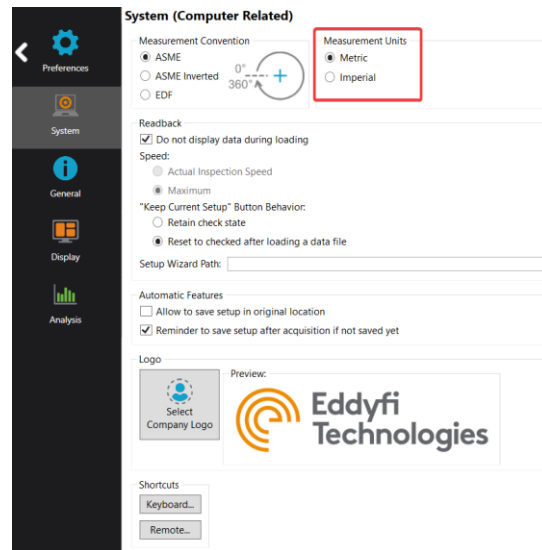 System (Computer Related)
Preferences
System
General
Display
Analysis
Measurement Convention
ASME
ASME Inverted
EDF
0°
360°
Measurement Units
Metric
Imperial
Readback
Do not display data during loading
Speed:
Actual Inspection Speed
Maximum
"Keep Current Setup" Button Behavior:
Retain check state
Reset to checked after loading a data file
Setup Wizard Path:
Automatic Features
Allow to save setup in original location
Reminder to save setup after acquisition if not saved yet
Logo
Select
Company Logo
Preview:
Eddyfi
Technologies
Shortcuts
Keyboard...
Remote...